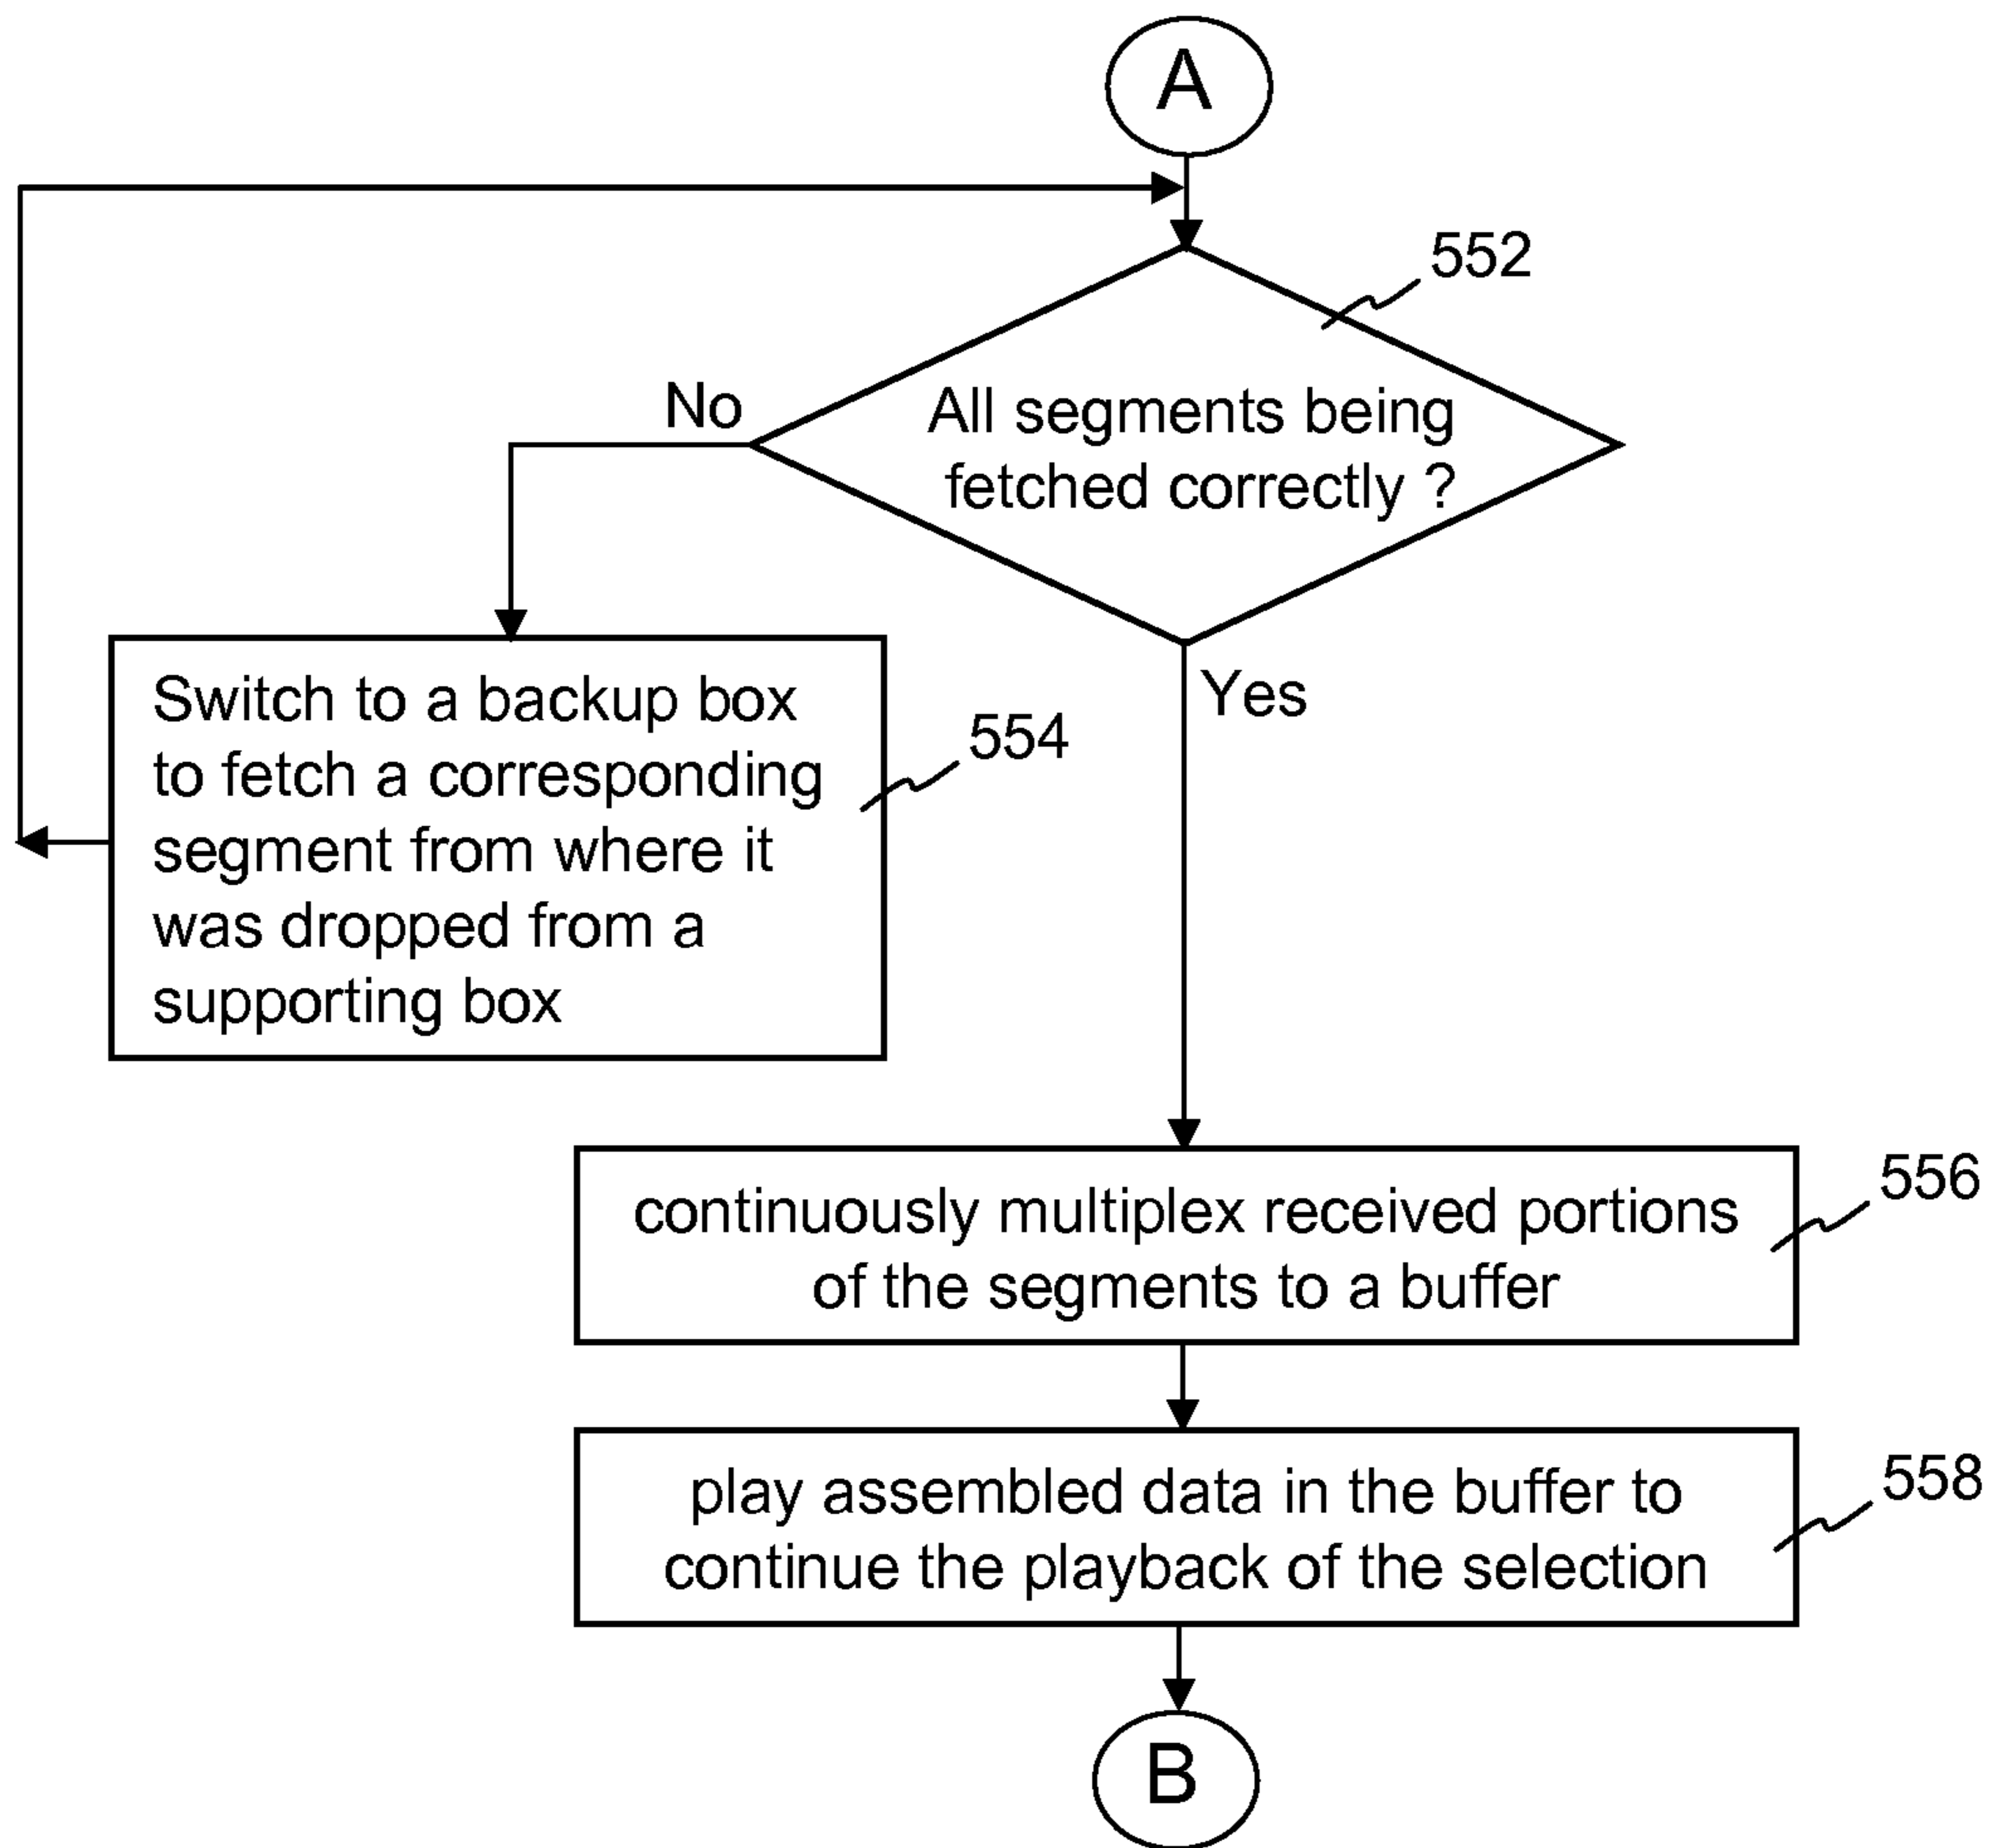 A
552
All segments being
fetched correctly ?
No
Yes
Switch to a backup box
to fetch a corresponding
segment from where it
was dropped from a
supporting box
554
continuously multiplex received portions
of the segments to a buffer
556
play assembled data in the buffer to
continue the playback of the selection
558
B